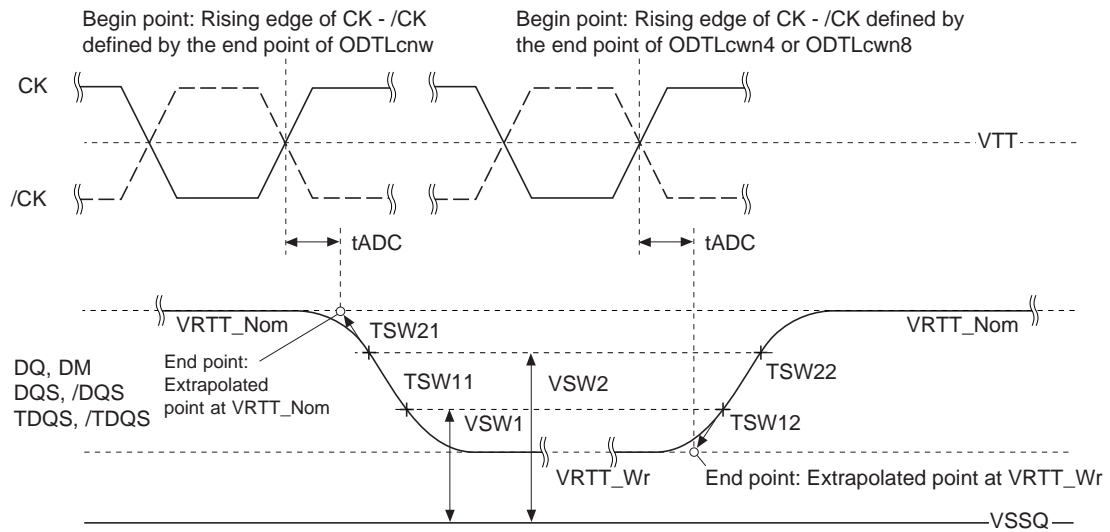 Begin point: Rising edge of CK - /CK
defined by the end point of ODTLcnw
Begin point: Rising edge of CK - /CK defined by
the end point of ODTLcwn4 or ODTLcwn8
CK
VTT
/CK
tADC
tADC
VRTT_Nom
TSW21
VRTT_Nom
End point:
Extrapolated
point at VRTT_Nom
DQ, DM
DQS, /DQS
TDQS, /TDQS
TSW11
VSW2
TSW22
VSW1
TSW12
VRTT_Wr
End point: Extrapolated point at VRTT_Wr
VSSQ